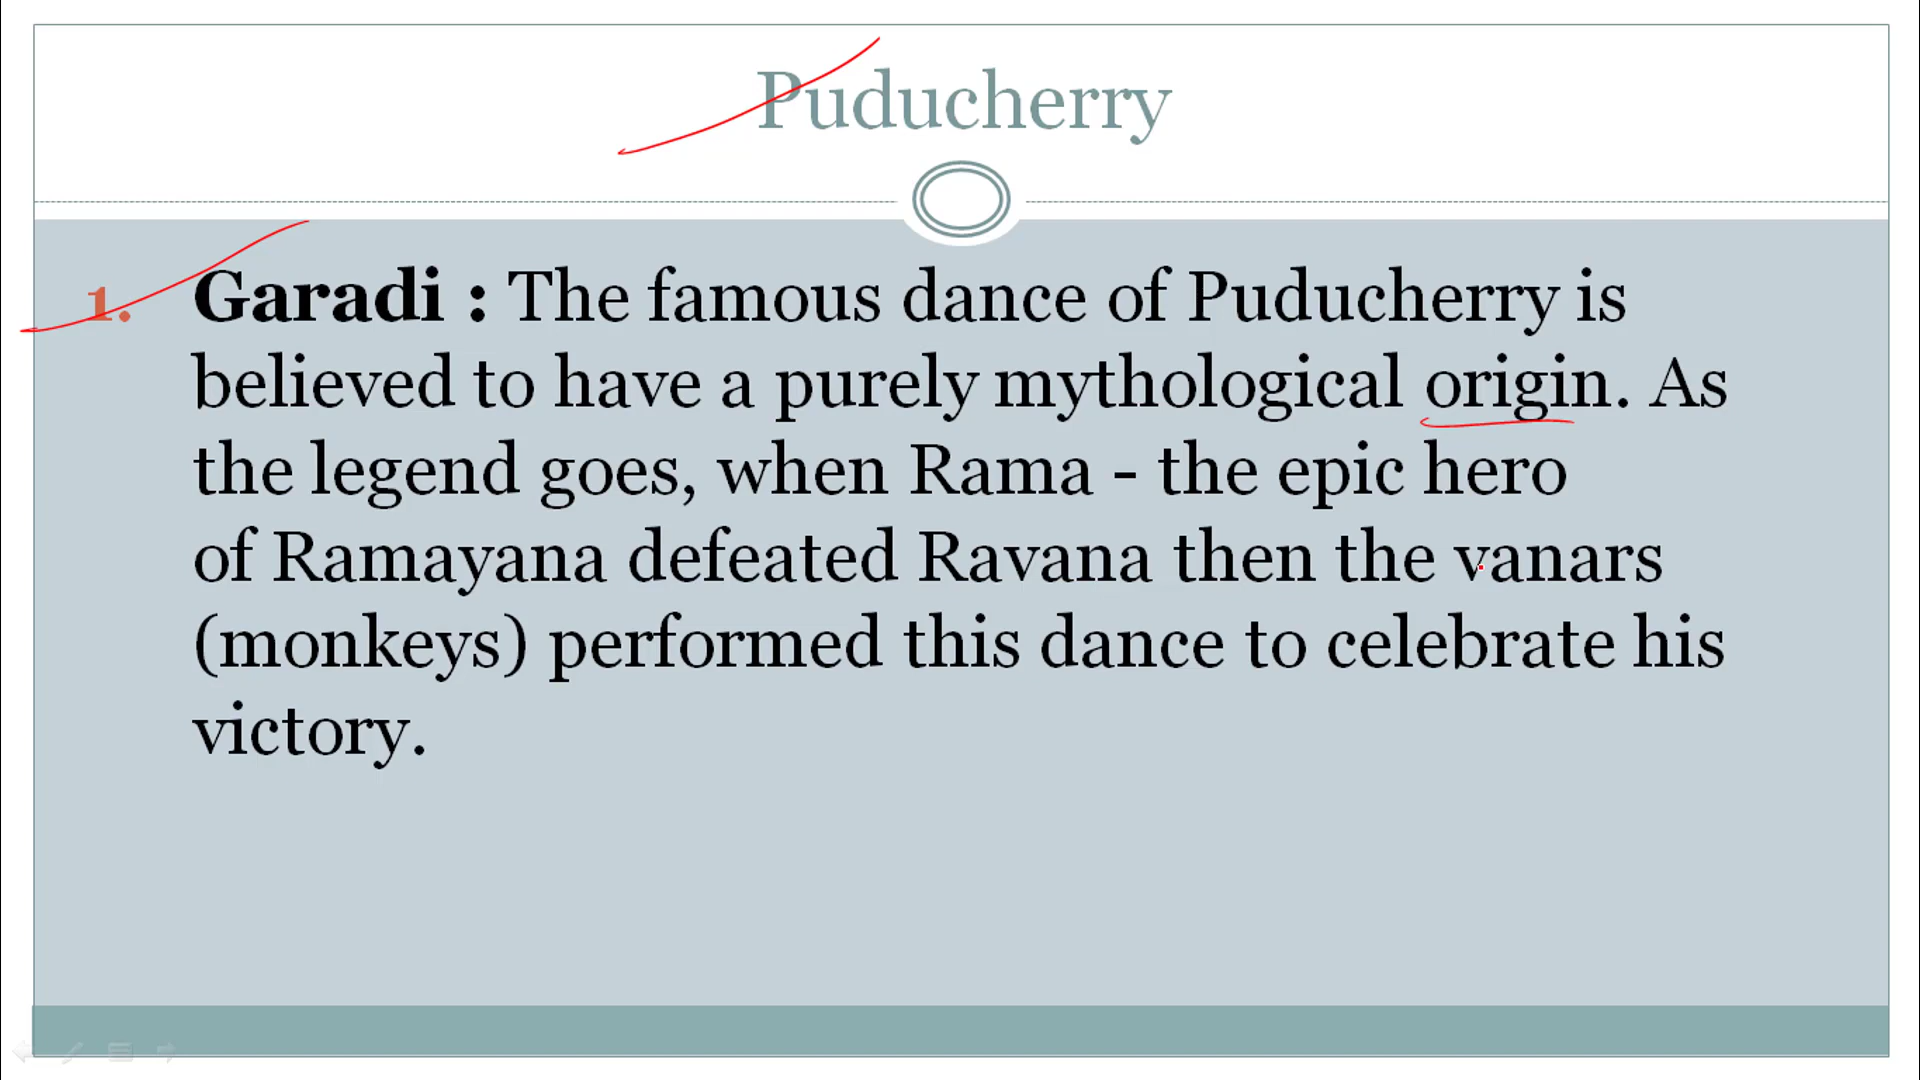 Puducherry
1. Garadi : The famous dance of Puducherry is
believed to have a purely mythological origin. As
the legend goes, when Rama - the epic hero
of Ramayana defeated Ravana then the vanars
(monkeys) performed this dance to celebrate his
victory.